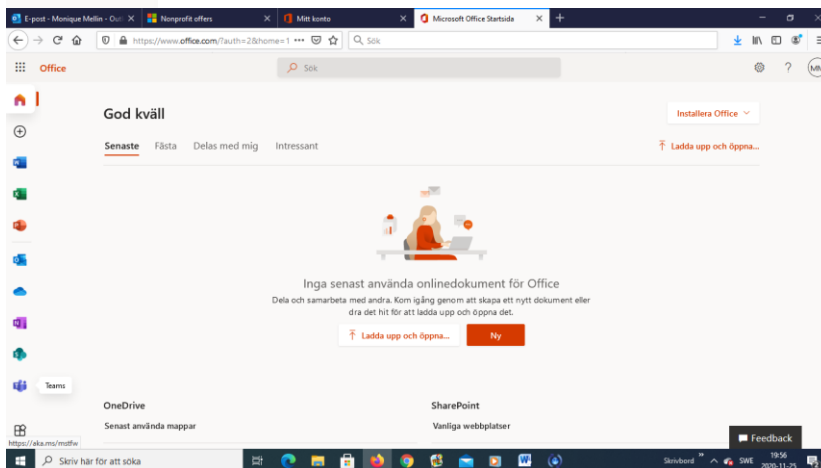 E-post - Monique Mellin - Out
Nonprofit offers
Mitt konto
Microsoft Office Startsida
https://www.office.com/?auth=2&home=1
Sök
Office
Sök
MM
God kväll
Installera Office
Senaste Fästa Delas med mig Intressant
Ladda upp och öppna...
Inga senast använda onlinedokument för Office
Dela och samarbeta med andra. Kom igång genom att skapa ett nytt dokument eller
dra det hit för att ladda upp och öppna det.
Ladda upp och öppna... Ny
Teams
OneDrive SharePoint
Senast använda mappar Vanliga webbplatser
https://aka.ms/mstfw
Feedback
Skriv här för att söka
Skrivbord
SWE
19:56
2020-11-25